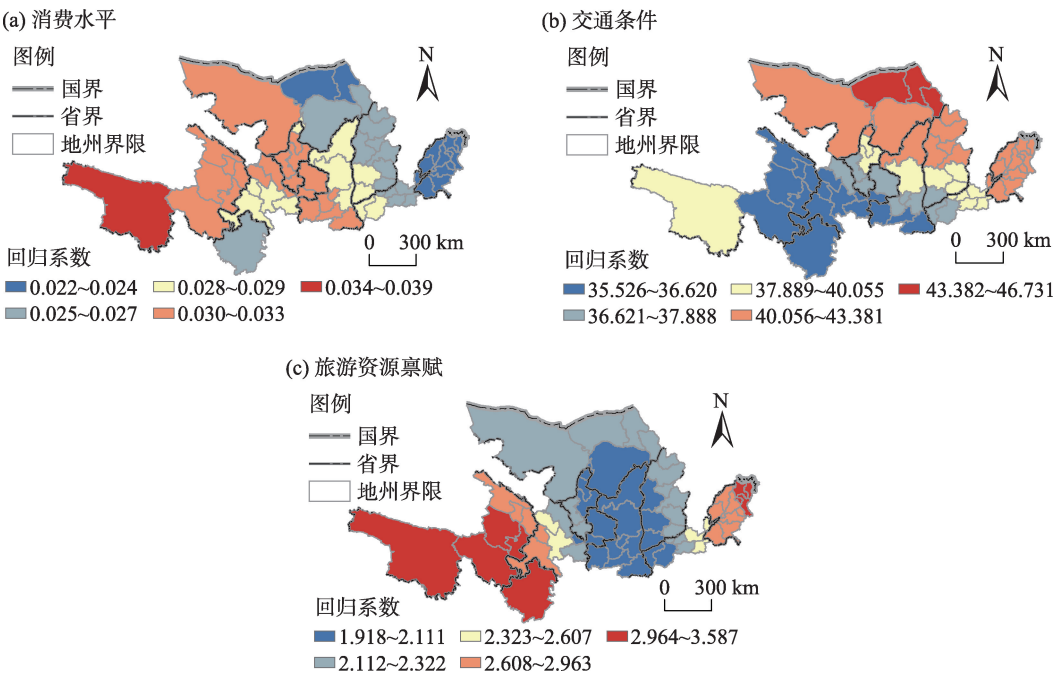 (a) 消费水平
图例
国界
省界
地州界限
N
0 300 km
回归系数
0.022~0.024 0.028~0.029 0.034~0.039
0.025~0.027 0.030~0.033
(b) 交通条件
图例
国界
省界
地州界限
N
0 300 km
回归系数
35.526~36.620 37.889~40.055 43.382~46.731
36.621~37.888 40.056~43.381
(c) 旅游资源禀赋
图例
国界
省界
地州界限
N
0 300 km
回归系数
1.918~2.111 2.323~2.607 2.964~3.587
2.112~2.322 2.608~2.963